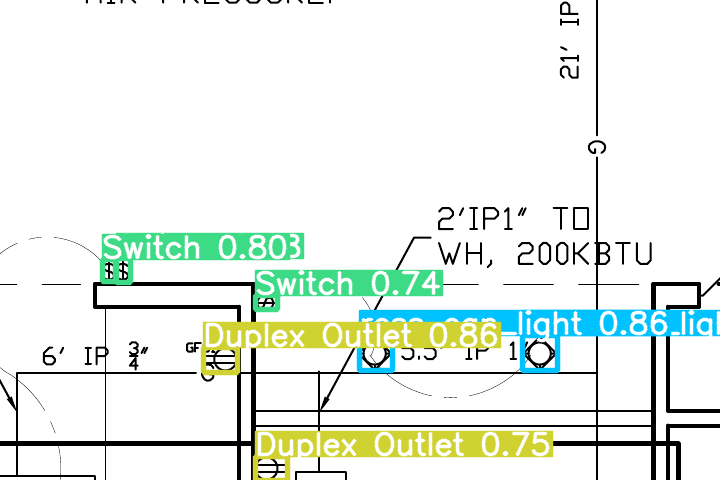 21' IP
G
2'IP1" TO
WH, 200KBTU
Switch 0.803
$$
Switch 0.74
$
Duplex Outlet 0.86
6' IP 3/4"
GF
5.5' IP 1
Duplex Outlet 0.75